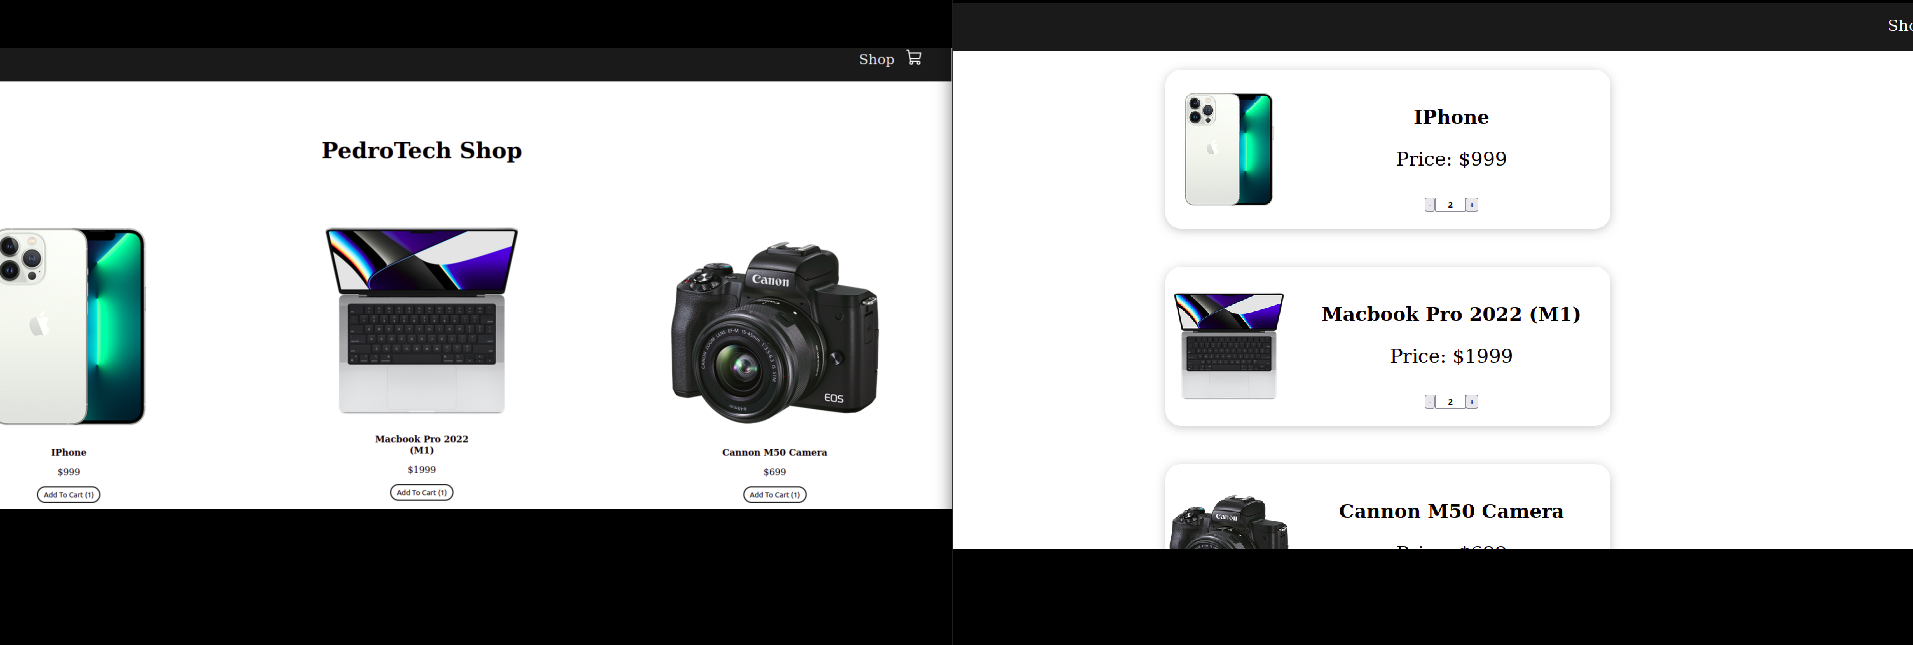 Shop
PedroTech Shop
Canon
EOS
IPhone
$999
Add To Cart (1)
Macbook Pro 2022
(M1)
$1999
Add To Cart (1)
Cannon M50 Camera
$699
Add To Cart (1)
IPhone
Price: $999
- 2 +
Macbook Pro 2022 (M1)
Price: $1999
- 2 +
Canon
Cannon M50 Camera